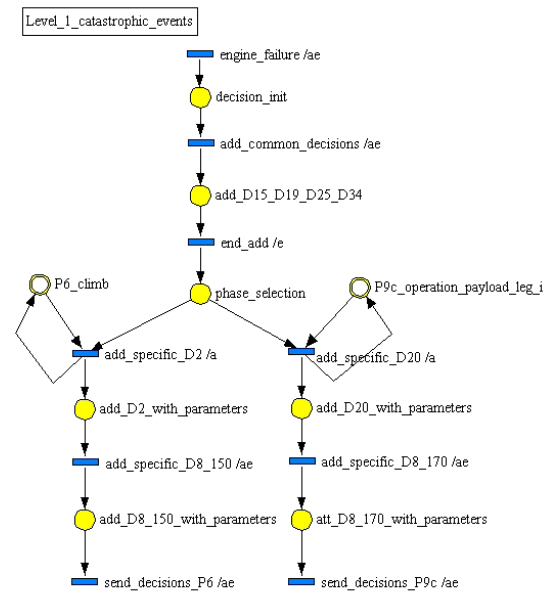 Level_1_catastrophic_events
engine_failure /ae
decision_init
add_common_decisions /ae
add_D15_D19_D25_D34
end_add /e
P6_climb
phase_selection
P9c_operation_payload_leg_i
add_specific_D2 /a
add_specific_D20 /a
add_D2_with_parameters
add_D20_with_parameters
add_specific_D8_150 /ae
add_specific_D8_170 /ae
add_D8_150_with_parameters
att_D8_170_with_parameters
send_decisions_P6 /ae
send_decisions_P9c /ae